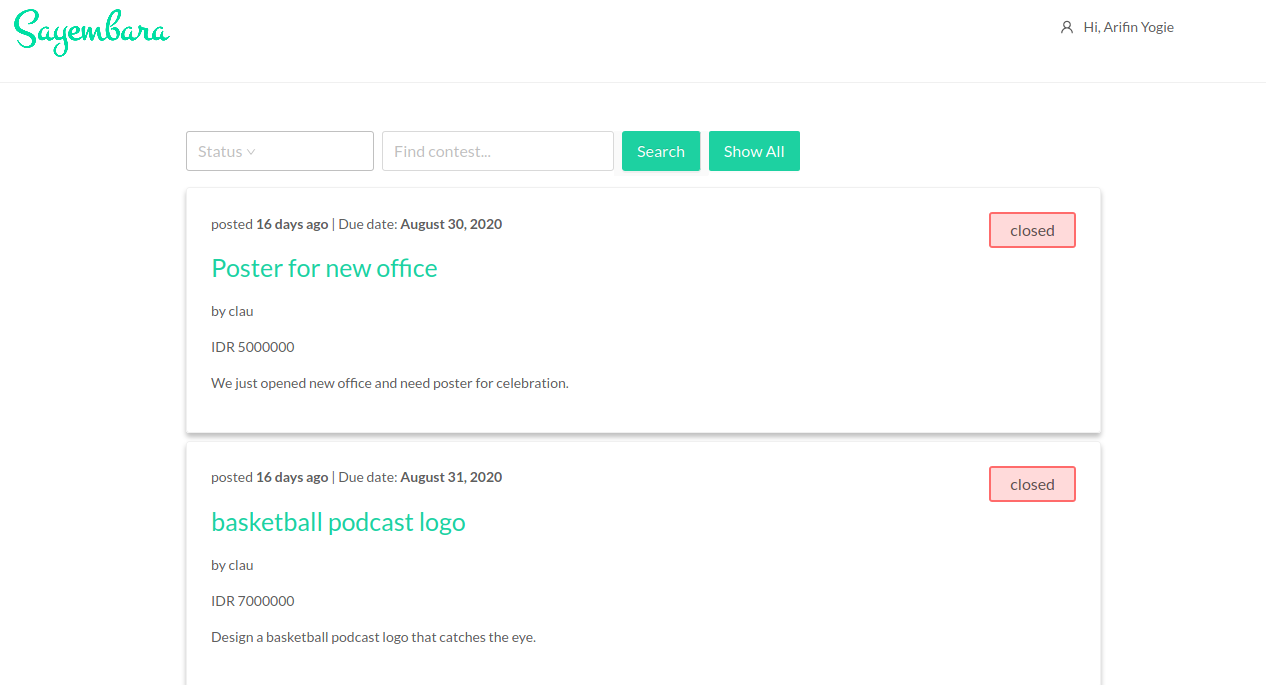 Sayembara
Hi, Arifin Yogie
Status
Find contest...
Search
Show All
posted 16 days ago | Due date: August 30, 2020
closed
Poster for new office
by clau
IDR 5000000
We just opened new office and need poster for celebration.
posted 16 days ago | Due date: August 31, 2020
closed
basketball podcast logo
by clau
IDR 7000000
Design a basketball podcast logo that catches the eye.